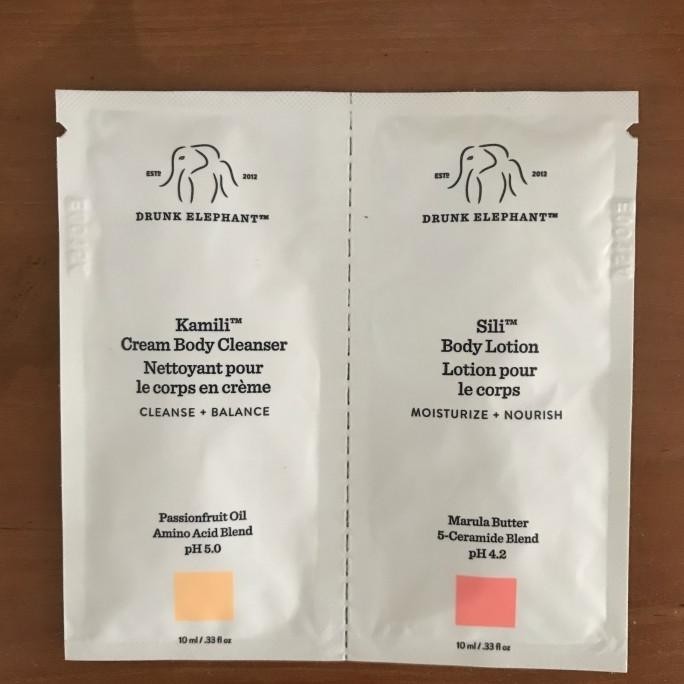 ESTD 2012
DRUNK ELEPHANT™
Kamili™
Cream Body Cleanser
Nettoyant pour
le corps en crème
CLEANSE + BALANCE
Passionfruit Oil
Amino Acid Blend
pH 5.0
10 ml / .33 fl oz
ESTD 2012
DRUNK ELEPHANT™
Sili™
Body Lotion
Lotion pour
le corps
MOISTURIZE + NOURISH
Marula Butter
5-Ceramide Blend
pH 4.2
10 ml / .33 fl oz